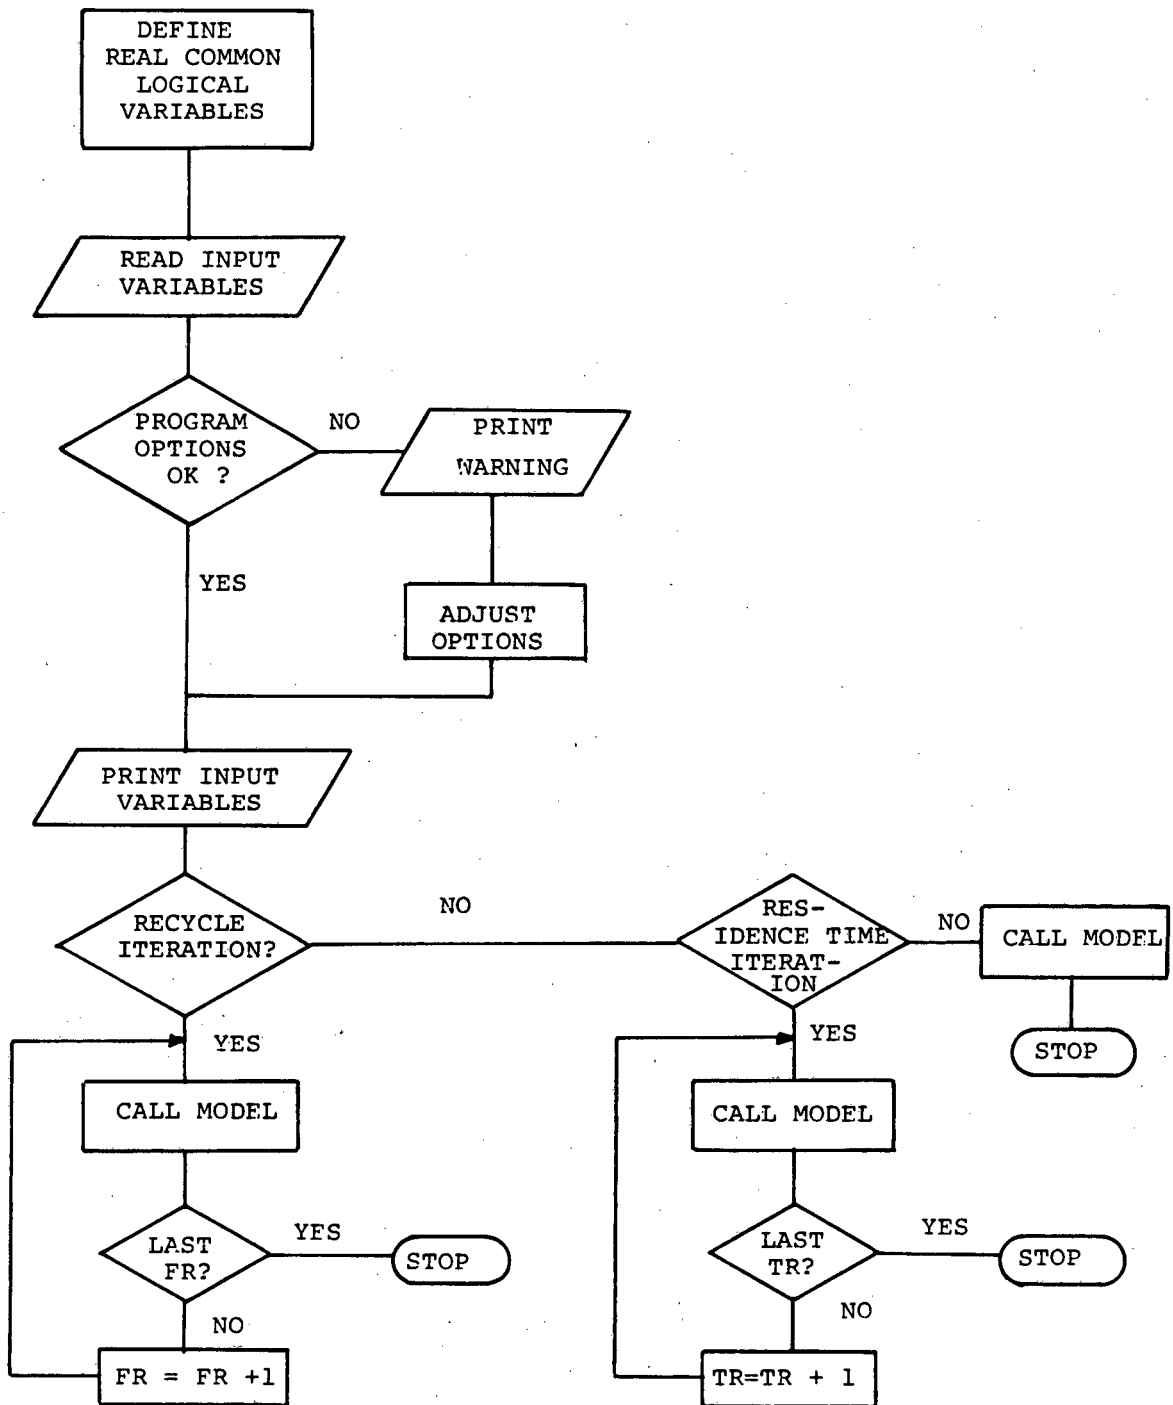 DEFINE
REAL COMMON
LOGICAL
VARIABLES
READ INPUT
VARIABLES
PROGRAM
OPTIONS
OK ?
NO
PRINT
WARNING
YES
ADJUST
OPTIONS
PRINT INPUT
VARIABLES
RECYCLE
ITERATION?
NO
RES-
IDENCE TIME
ITERAT-
ION
NO
CALL MODEL
STOP
YES
CALL MODEL
LAST
FR?
YES
STOP
NO
FR = FR +1
YES
CALL MODEL
LAST
TR?
YES
STOP
NO
TR=TR + 1